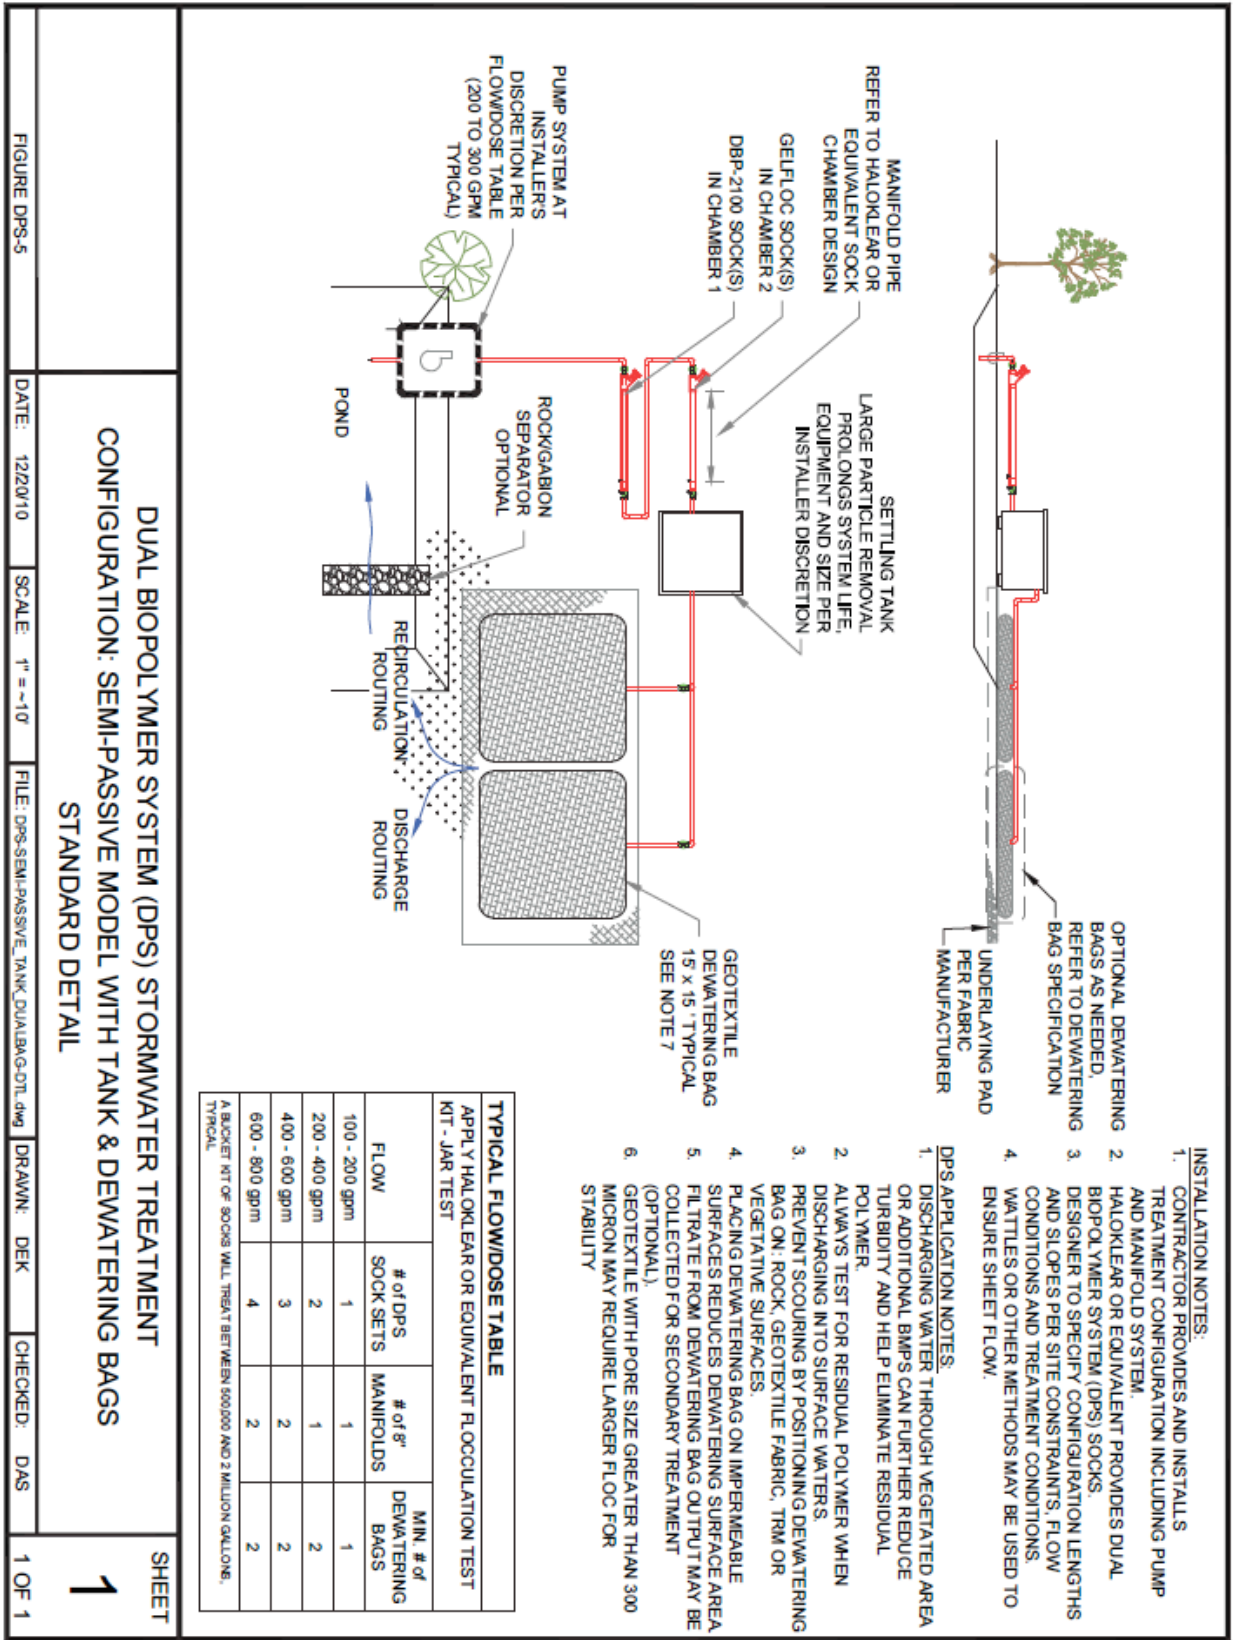 OPTIONAL DEWATERING
BAGS AS NEEDED,
REFER TO DEWATERING
BAG SPECIFICATION
UNDERLAYING PAD
PER FABRIC
MANUFACTURER
MANIFOLD PIPE
REFER TO HALOKLEAR OR
EQUIVALENT SOCK
CHAMBER DESIGN
GELFLOC SOCK(S)
IN CHAMBER 2
DBP-2100 SOCK(S)
IN CHAMBER 1
SETTLING TANK
LARGE PARTICLE REMOVAL
PROLONGS SYSTEM LIFE,
EQUIPMENT AND SIZE PER
INSTALLER DISCRETION
PUMP SYSTEM AT
INSTALLER'S
DISCRETION PER
FLOW/DOSE TABLE
(200 TO 300 GPM
TYPICAL)
ROCK/GABION
SEPARATOR
OPTIONAL
POND
RECIRCULATION
ROUTING
DISCHARGE
ROUTING
GEOTEXTILE
DEWATERING BAG
15' x 15 ' TYPICAL
SEE NOTE 7
INSTALLATION NOTES:
1. CONTRACTOR PROVIDES AND INSTALLS
TREATMENT CONFIGURATION INCLUDING PUMP
AND MANIFOLD SYSTEM.
2. HALOKLEAR OR EQUIVALENT PROVIDES DUAL
BIOPOLYMER SYSTEM (DPS) SOCKS.
3. DESIGNER TO SPECIFY CONFIGURATION LENGTHS
AND SLOPES PER SITE CONSTRAINTS, FLOW
CONDITIONS AND TREATMENT CONDITIONS.
4. WATTLES OR OTHER METHODS MAY BE USED TO
ENSURE SHEET FLOW.
DPS APPLICATION NOTES:
1. DISCHARGING WATER THROUGH VEGETATED AREA
OR ADDITIONAL BMPS CAN FURTHER REDUCE
TURBIDITY AND HELP ELIMINATE RESIDUAL
POLYMER.
2. ALWAYS TEST FOR RESIDUAL POLYMER WHEN
DISCHARGING INTO SURFACE WATERS.
3. PREVENT SCOURING BY POSITIONING DEWATERING
BAG ON: ROCK, GEOTEXTILE FABRIC, TRM OR
VEGETATIVE SURFACES.
4. PLACING DEWATERING BAG ON IMPERMEABLE
SURFACES REDUCES DEWATERING SURFACE AREA.
5. FILTRATE FROM DEWATERING BAG OUTPUT MAY BE
COLLECTED FOR SECONDARY TREATMENT
(OPTIONAL).
6. GEOTEXTILE WITH PORE SIZE GREATER THAN 300
MICRON MAY REQUIRE LARGER FLOC FOR
STABILITY
TYPICAL FLOW/DOSE TABLE
APPLY HALOKLEAR OR EQUIVALENT FLOCCULATION TEST
KIT - JAR TEST
FLOW # of DPS SOCK SETS # of 8" MANIFOLDS MIN. # of DEWATERING BAGS
100 - 200 gpm 1 1 1
200 - 400 gpm 2 1 2
400 - 600 gpm 3 2 2
600 - 800 gpm 4 2 2
A BUCKET KIT OF SOCKS WILL TREAT BETWEEN 500,000 AND 2 MILLION GALLONS,
TYPICAL
DUAL BIOPOLYMER SYSTEM (DPS) STORMWATER TREATMENT
CONFIGURATION: SEMI-PASSIVE MODEL WITH TANK & DEWATERING BAGS
STANDARD DETAIL
SHEET
1
FIGURE DPS-5
DATE: 12/20/10
SCALE: 1" = ~10'
FILE: DPS-SEMI-PASSIVE_TANK_DUALBAG-DTL.dwg
DRAWN: DEK
CHECKED: DAS
1 OF 1